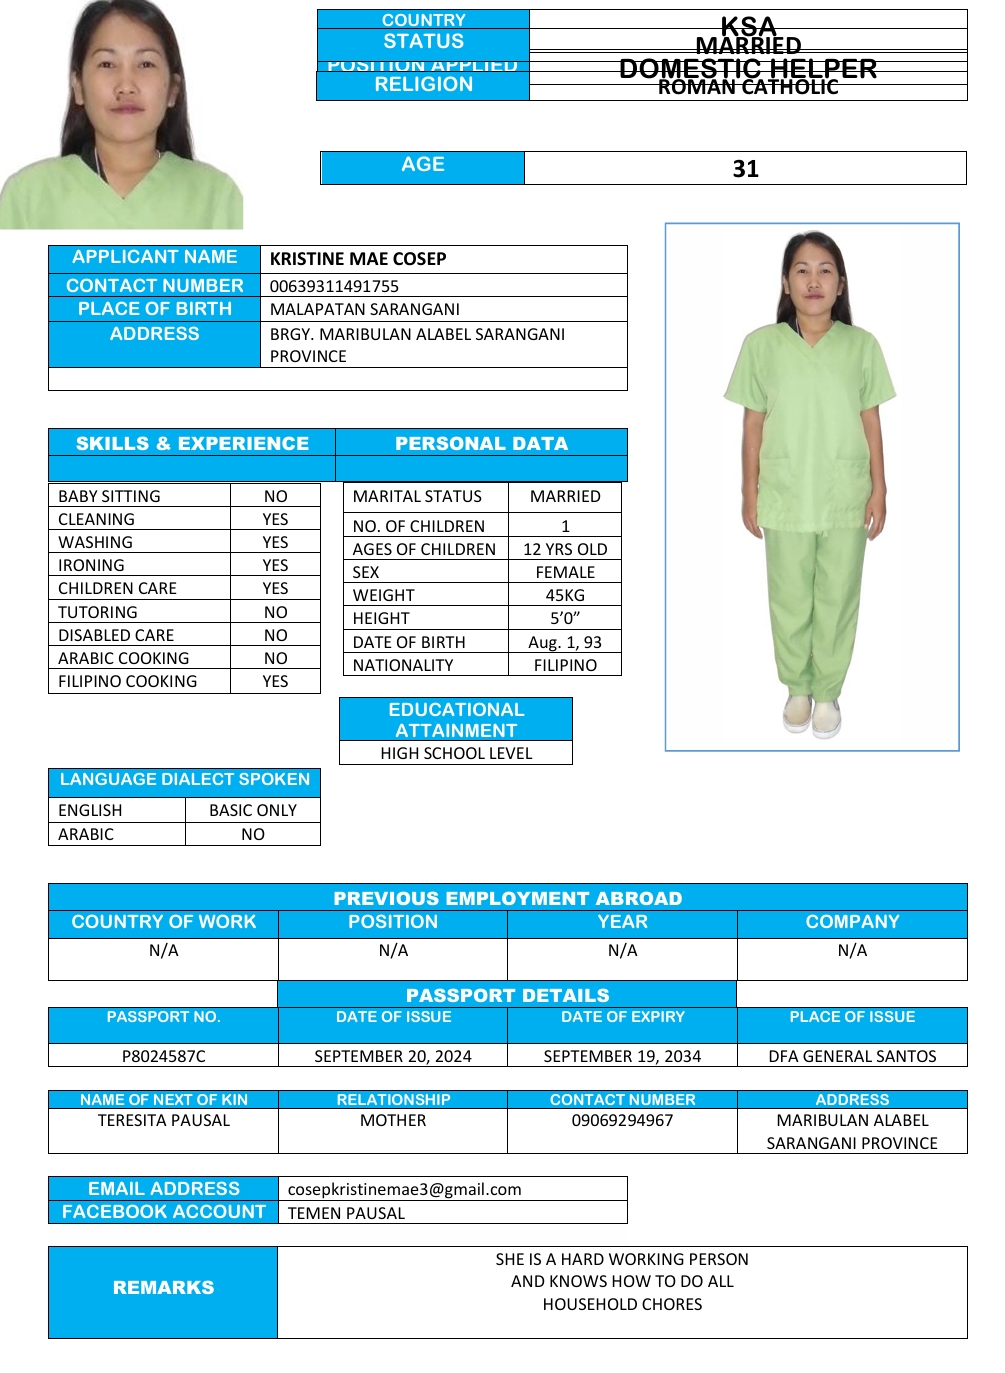 COUNTRY KSA
STATUS MARRIED
POSITION APPLIED DOMESTIC HELPER
RELIGION ROMAN CATHOLIC
AGE 31
APPLICANT NAME KRISTINE MAE COSEP
CONTACT NUMBER 00639311491755
PLACE OF BIRTH MALAPATAN SARANGANI
ADDRESS BRGY. MARIBULAN ALABEL SARANGANI
PROVINCE
SKILLS & EXPERIENCE PERSONAL DATA
BABY SITTING NO
CLEANING YES
WASHING YES
IRONING YES
CHILDREN CARE YES
TUTORING NO
DISABLED CARE NO
ARABIC COOKING NO
FILIPINO COOKING YES
MARITAL STATUS MARRIED
NO. OF CHILDREN 1
AGES OF CHILDREN 12 YRS OLD
SEX FEMALE
WEIGHT 45KG
HEIGHT 5’0”
DATE OF BIRTH Aug. 1, 93
NATIONALITY FILIPINO
EDUCATIONAL
ATTAINMENT
HIGH SCHOOL LEVEL
LANGUAGE DIALECT SPOKEN
ENGLISH BASIC ONLY
ARABIC NO
PREVIOUS EMPLOYMENT ABROAD
COUNTRY OF WORK POSITION YEAR COMPANY
N/A N/A N/A N/A
PASSPORT DETAILS
PASSPORT NO. DATE OF ISSUE DATE OF EXPIRY PLACE OF ISSUE
P8024587C SEPTEMBER 20, 2024 SEPTEMBER 19, 2034 DFA GENERAL SANTOS
NAME OF NEXT OF KIN RELATIONSHIP CONTACT NUMBER ADDRESS
TERESITA PAUSAL MOTHER 09069294967 MARIBULAN ALABEL
SARANGANI PROVINCE
EMAIL ADDRESS cosepkristinemae3@gmail.com
FACEBOOK ACCOUNT TEMEN PAUSAL
REMARKS
SHE IS A HARD WORKING PERSON
AND KNOWS HOW TO DO ALL
HOUSEHOLD CHORES